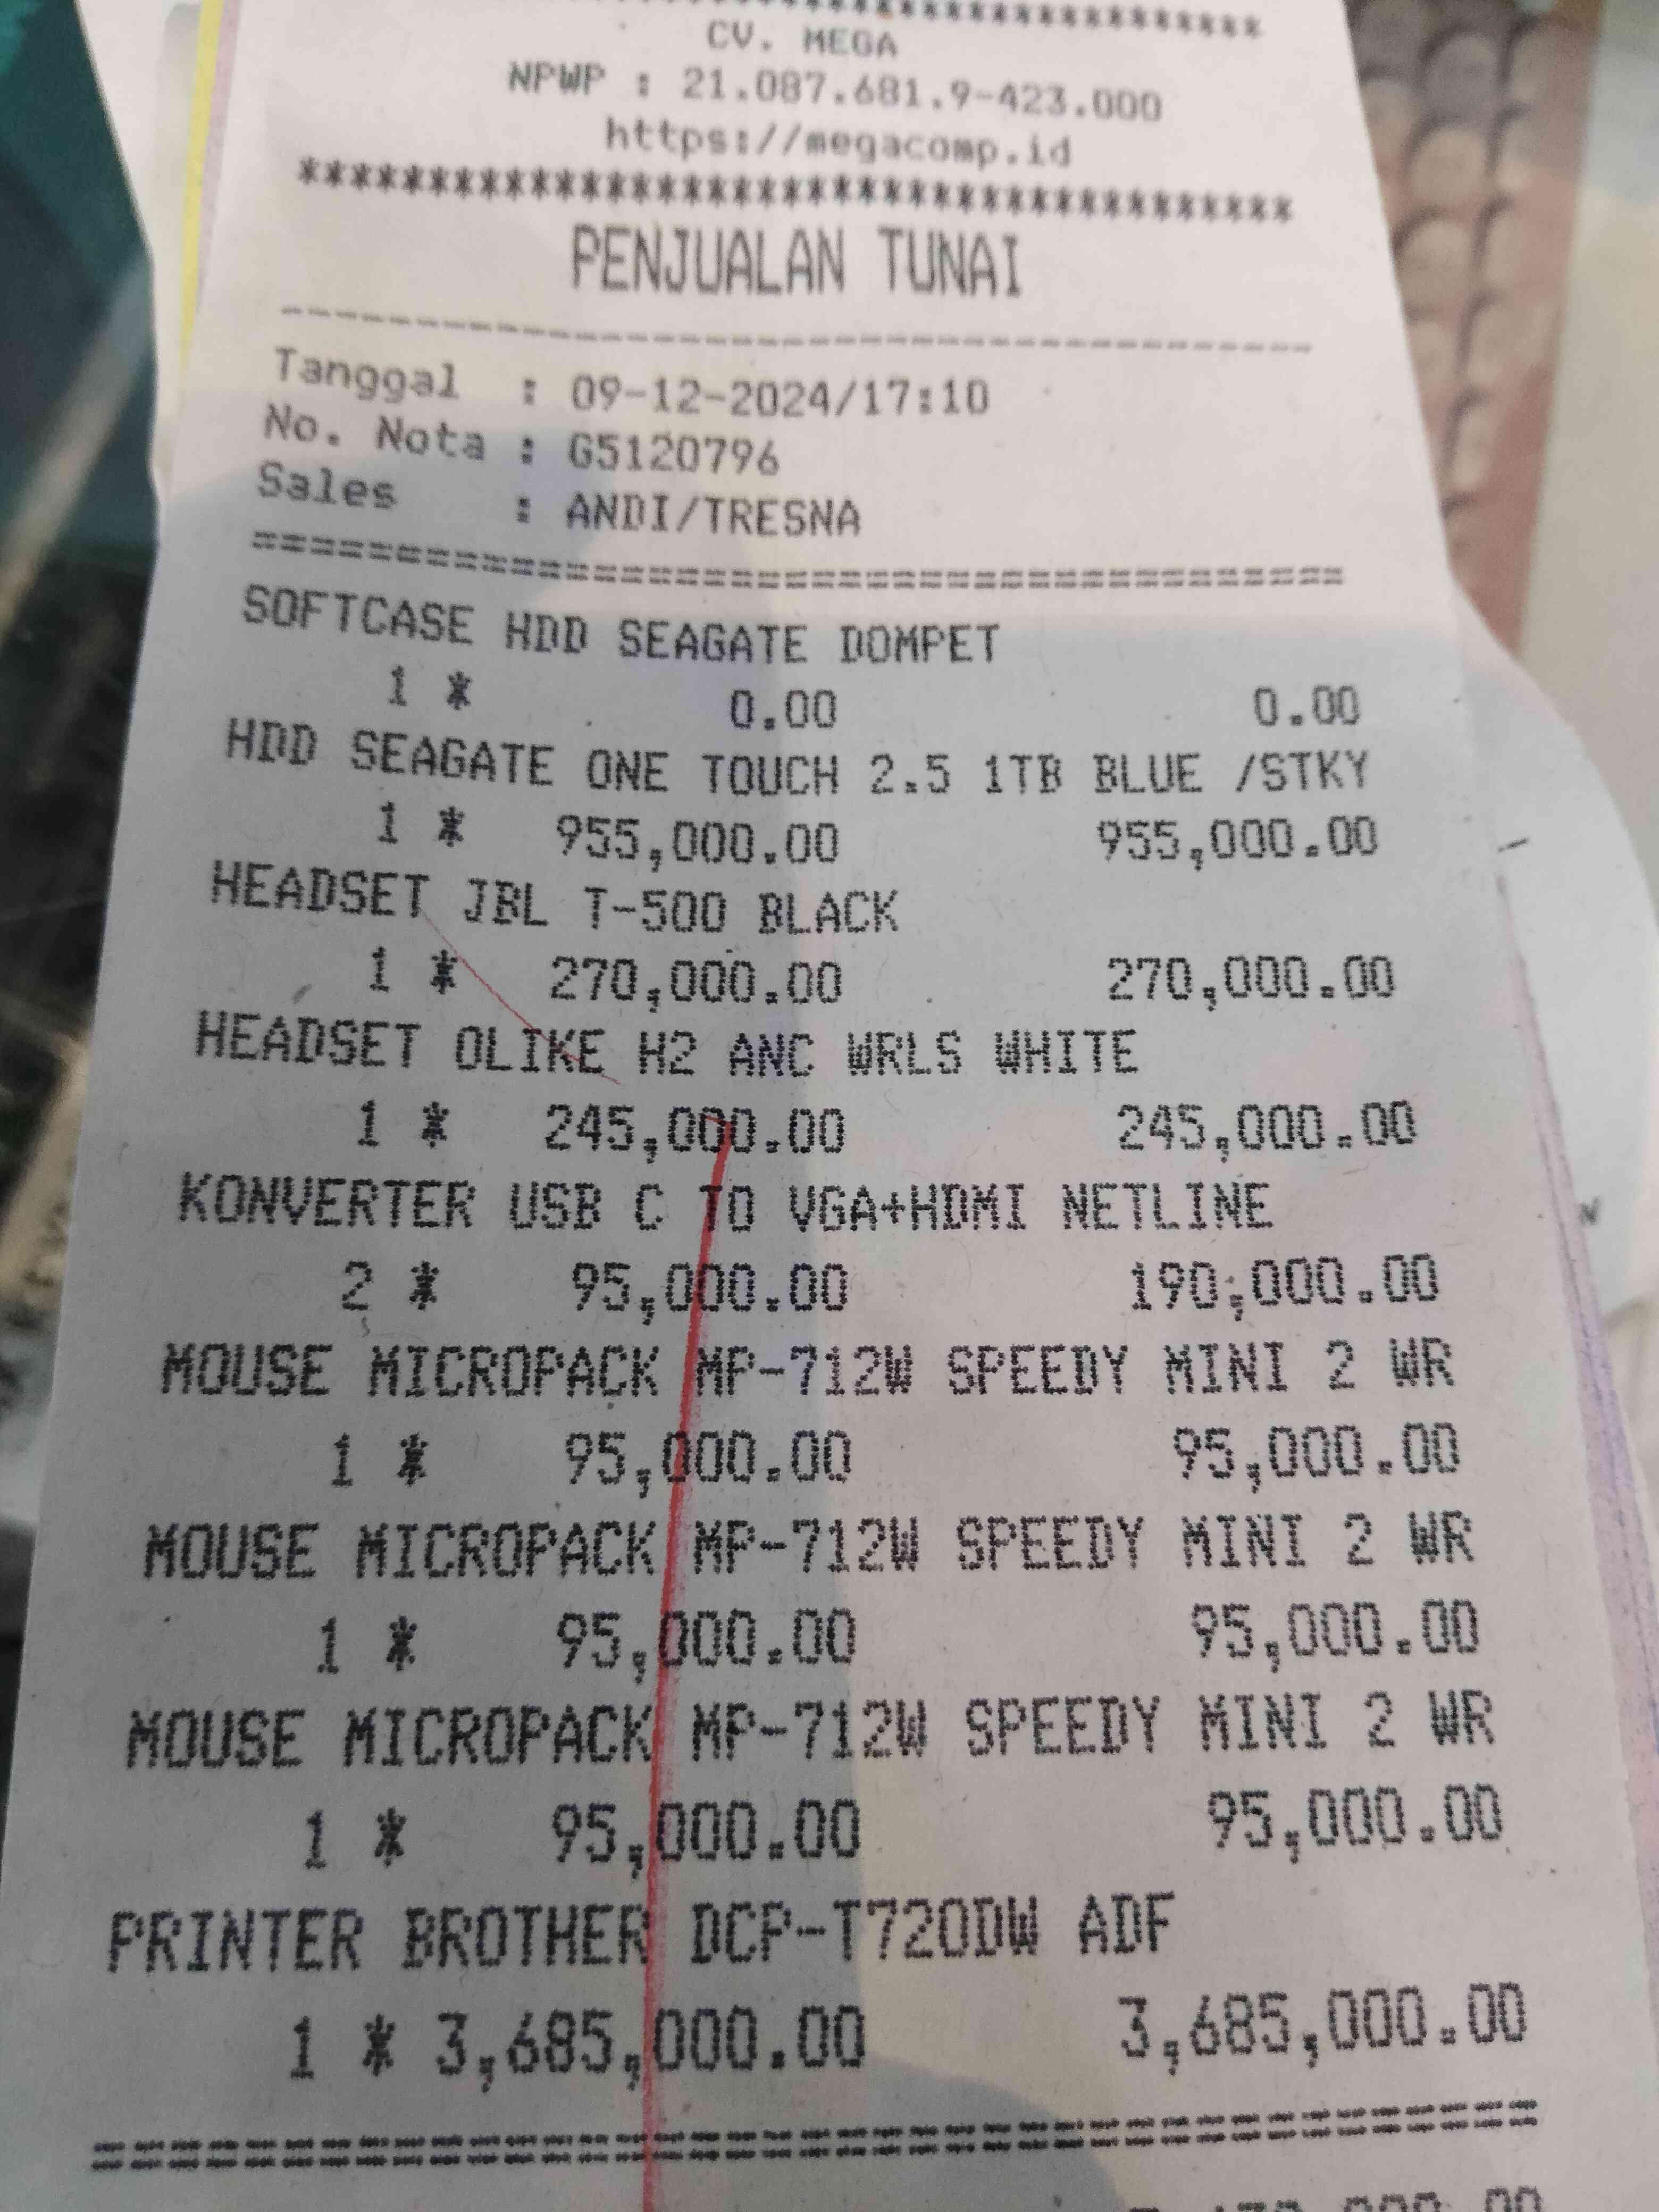 ****************************************
CV. MEGA
NPWP : 21.087.681.9-423.000
https://megacomp.id
****************************************
PENJUALAN TUNAI
----------------------------------------
Tanggal : 09-12-2024/17:10
No. Nota : G5120796
Sales : ANDI/TRESNA
========================================
SOFTCASE HDD SEAGATE DOMPET
1 * 0.00 0.00
HDD SEAGATE ONE TOUCH 2.5 1TB BLUE /STKY
1 * 955,000.00 955,000.00
HEADSET JBL T-500 BLACK
1 * 270,000.00 270,000.00
HEADSET OLIKE H2 ANC WRLS WHITE
1 * 245,000.00 245,000.00
KONVERTER USB C TO VGA+HDMI NETLINE
2 * 95,000.00 190,000.00
MOUSE MICROPACK MP-712W SPEEDY MINI 2 WR
1 * 95,000.00 95,000.00
MOUSE MICROPACK MP-712W SPEEDY MINI 2 WR
1 * 95,000.00 95,000.00
MOUSE MICROPACK MP-712W SPEEDY MINI 2 WR
1 * 95,000.00 95,000.00
PRINTER BROTHER DCP-T720DW ADF
1 * 3,685,000.00 3,685,000.00
========================================